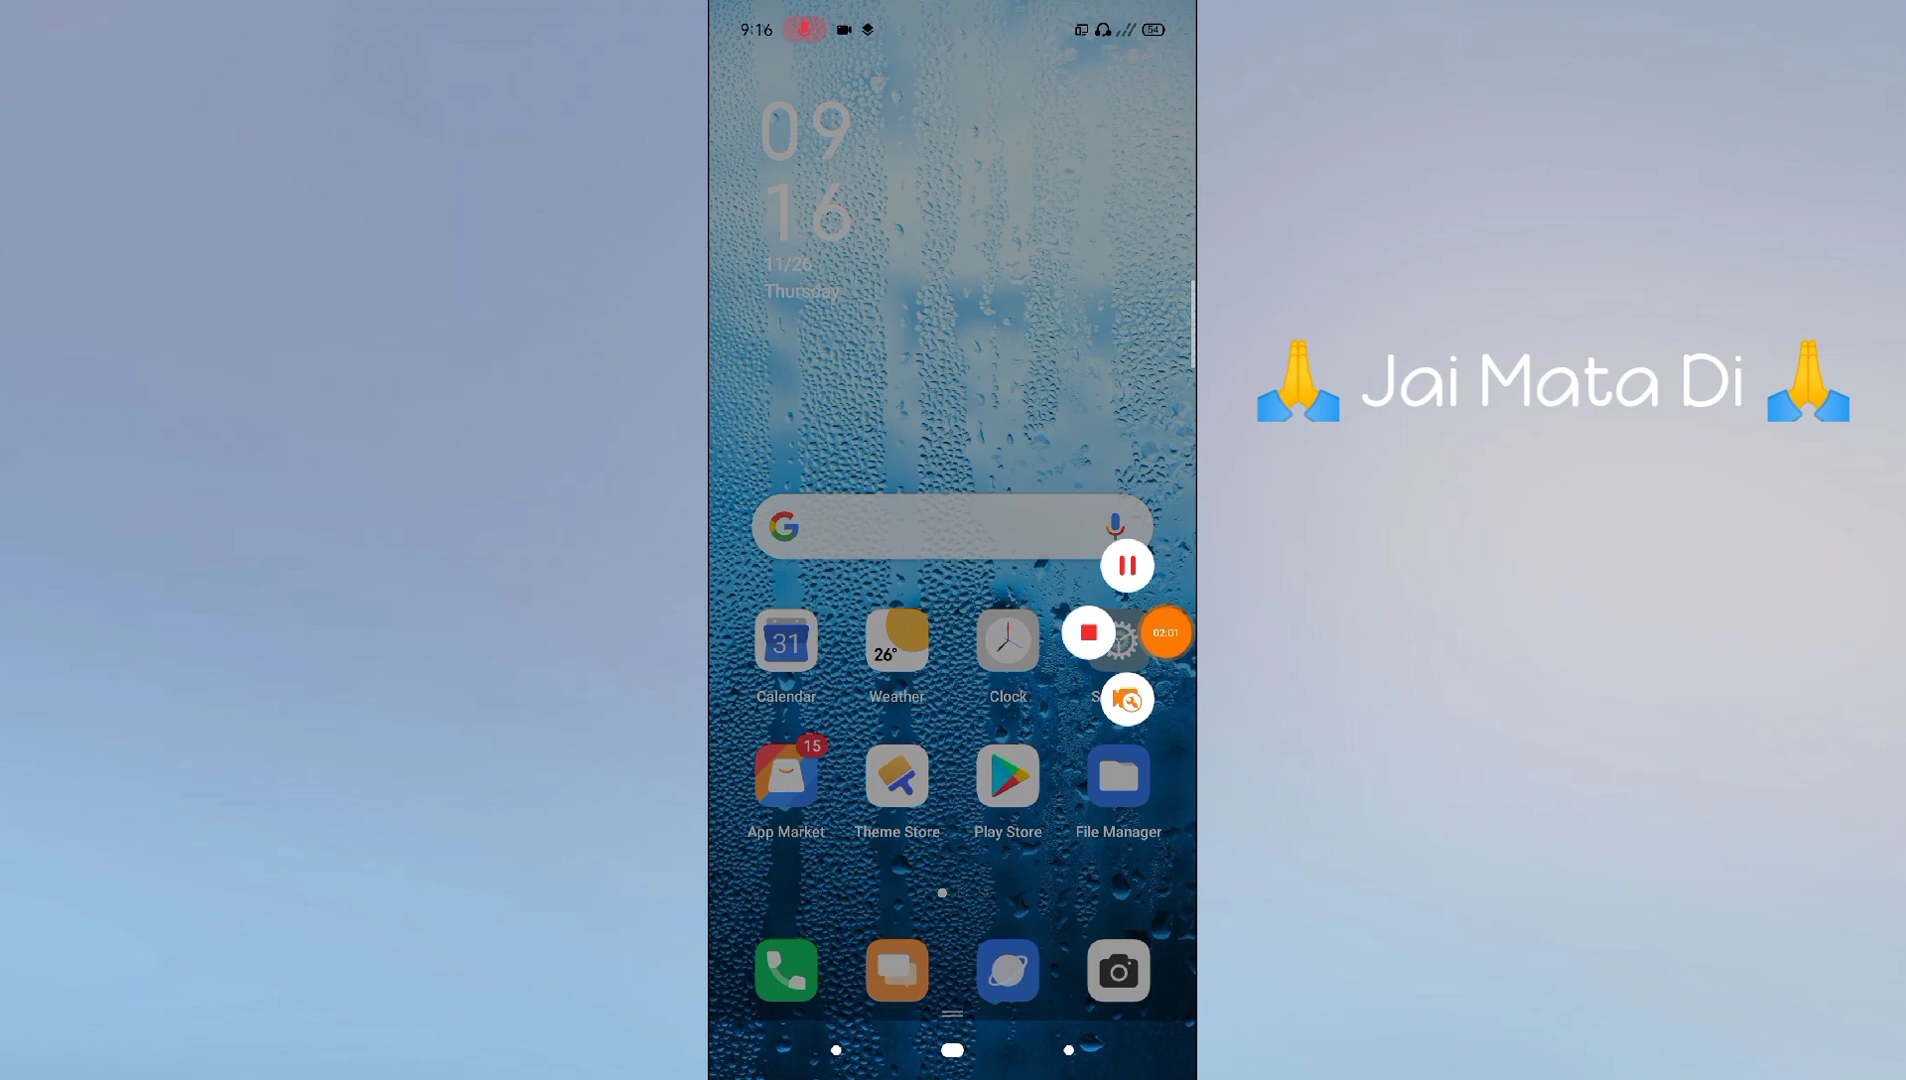 9:16
54
09
16
11/26
Thursday
🙏 Jai Mata Di 🙏
G
02:01
31
26°
Calendar
Weather
Clock
S
15
App Market
Theme Store
Play Store
File Manager